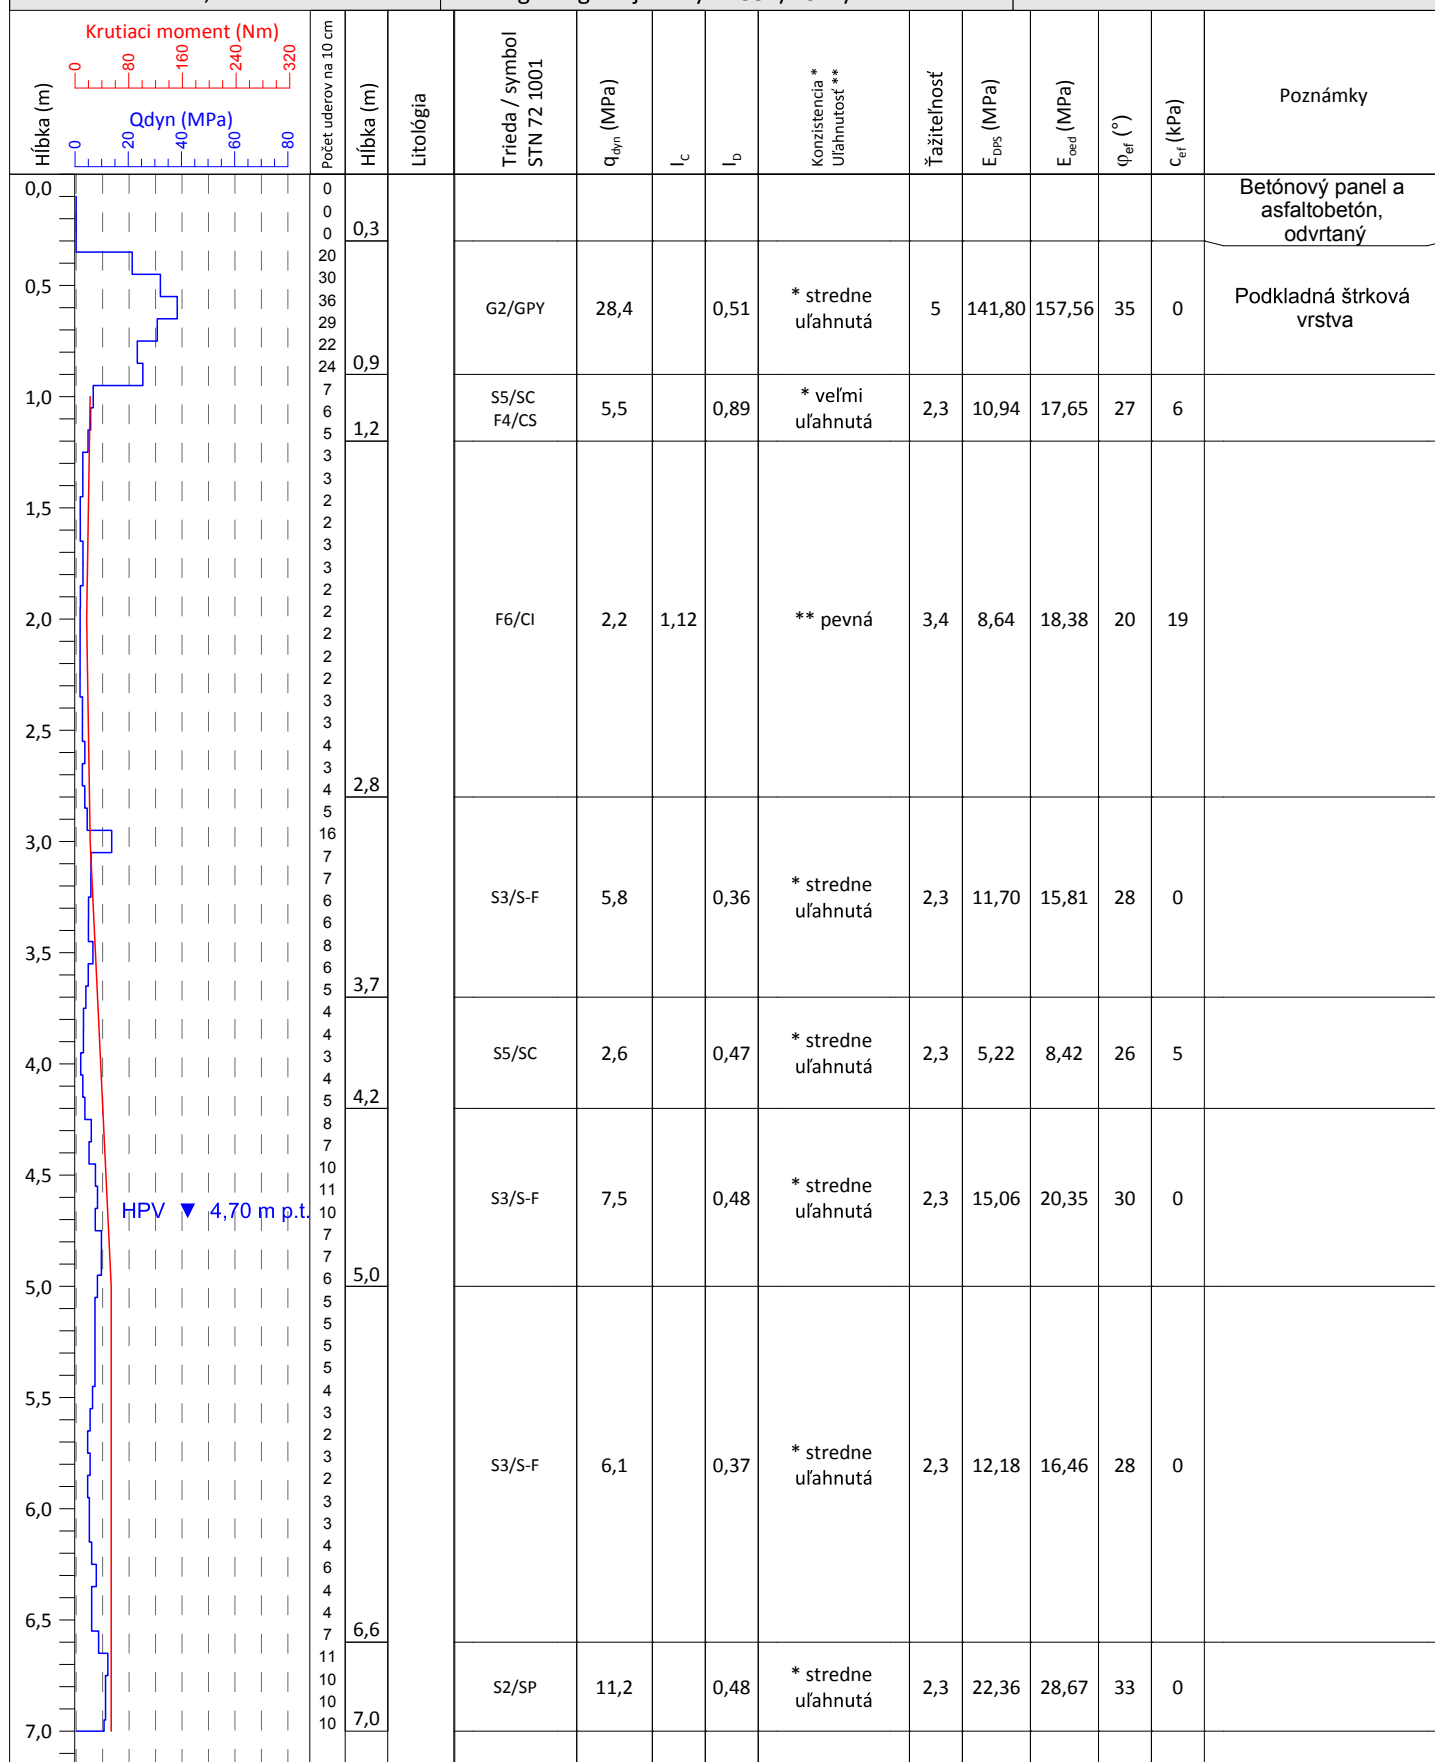 Krutiaci moment (Nm)
0 80 160 240 320
Qdyn (MPa)
0 20 40 60 80
Hĺbka (m)
Počet uderov na 10 cm
Hĺbka (m)
Litológia
Trieda / symbol
STN 72 1001
qdyn (MPa)
IC
ID
Konzistencia *
Uľahnutosť **
Ťažiteľnosť
EDPS (MPa)
Eoed (MPa)
φef (°)
cef (kPa)
Poznámky
0,0
0,5
1,0
1,5
2,0
2,5
3,0
3,5
4,0
4,5
5,0
5,5
6,0
6,5
7,0
HPV ▼ 4,70 m p.t.
0
0
0
20
30
36
29
22
24
7
6
5
3
3
2
2
3
3
2
2
2
2
2
3
3
4
3
4
5
16
7
7
6
6
8
6
5
4
4
3
4
5
8
7
10
11
10
7
7
6
5
5
5
5
4
3
2
3
2
3
3
4
6
4
4
7
11
10
10
10
0,3
Betónový panel a
asfaltobetón,
odvrtaný
0,9
G2/GPY 28,4 0,51 * stredne
uľahnutá 5 141,80 157,56 35 0 Podkladná štrková
vrstva
1,2
S5/SC
F4/CS 5,5 0,89 * veľmi
uľahnutá 2,3 10,94 17,65 27 6
2,8
F6/CI 2,2 1,12 ** pevná 3,4 8,64 18,38 20 19
3,7
S3/S-F 5,8 0,36 * stredne
uľahnutá 2,3 11,70 15,81 28 0
4,2
S5/SC 2,6 0,47 * stredne
uľahnutá 2,3 5,22 8,42 26 5
5,0
S3/S-F 7,5 0,48 * stredne
uľahnutá 2,3 15,06 20,35 30 0
6,6
S3/S-F 6,1 0,37 * stredne
uľahnutá 2,3 12,18 16,46 28 0
7,0
S2/SP 11,2 0,48 * stredne
uľahnutá 2,3 22,36 28,67 33 0